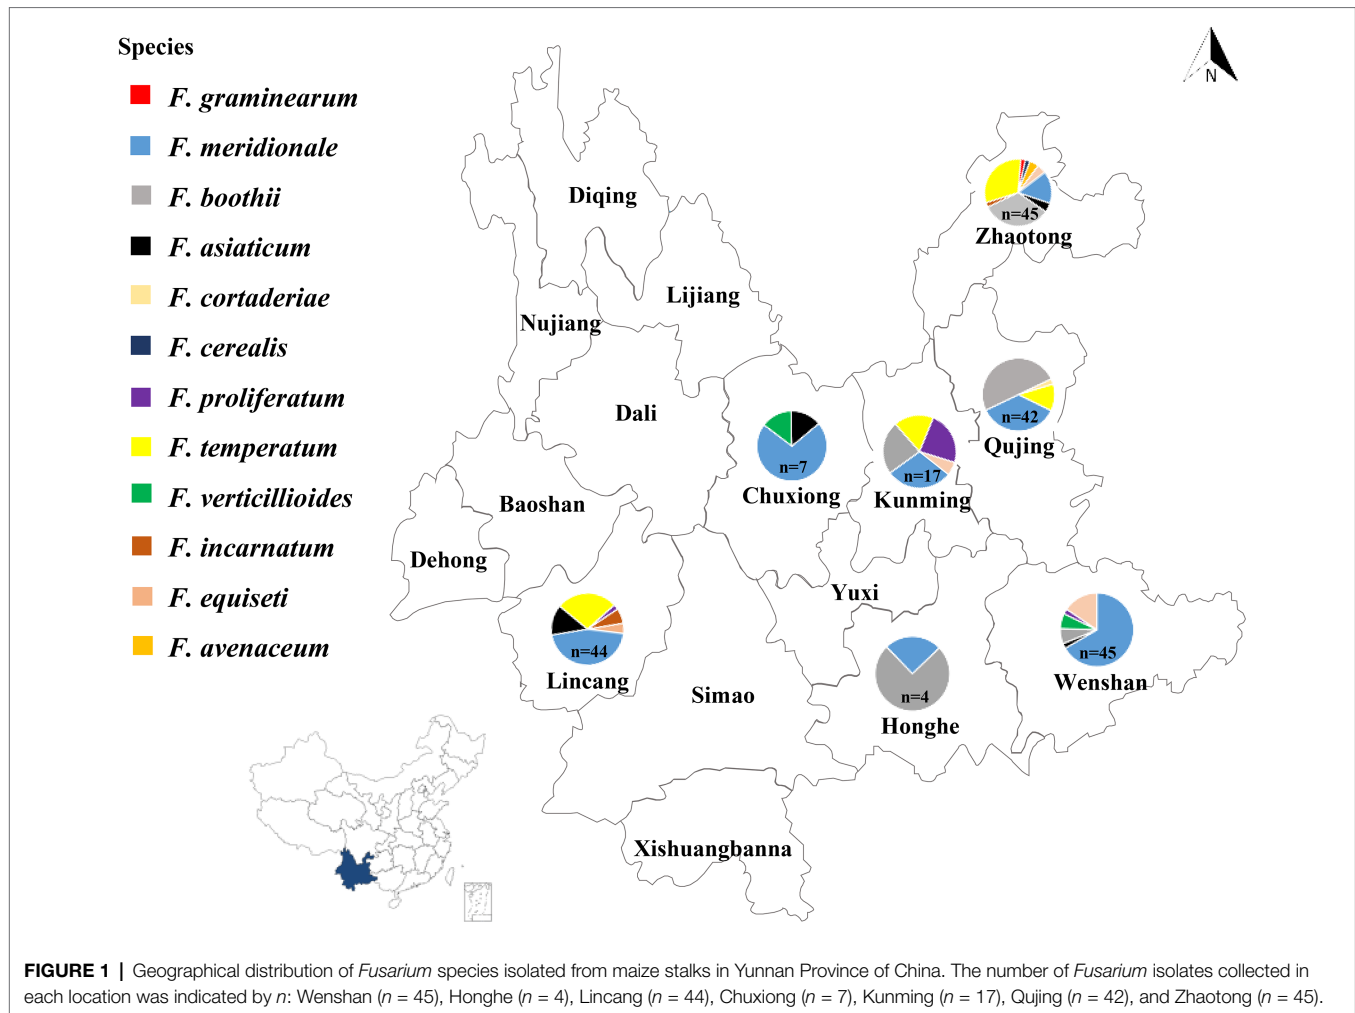 Species
F. graminearum
F. meridionale
F. boothii
F. asiaticum
F. cortaderiae
F. cerealis
F. proliferatum
F. temperatum
F. verticillioides
F. incarnatum
F. equiseti
F. avenaceum
N
Diqing
n=45
Zhaotong
Lijiang
Nujiang
Dali
n=42
Qujing
n=7
Chuxiong
n=17
Kunming
Baoshan
Dehong
Yuxi
n=44
Lincang
n=45
Wenshan
Simao
n=4
Honghe
Xishuangbanna
FIGURE 1 | Geographical distribution of Fusarium species isolated from maize stalks in Yunnan Province of China. The number of Fusarium isolates collected in
each location was indicated by n: Wenshan (n = 45), Honghe (n = 4), Lincang (n = 44), Chuxiong (n = 7), Kunming (n = 17), Qujing (n = 42), and Zhaotong (n = 45).